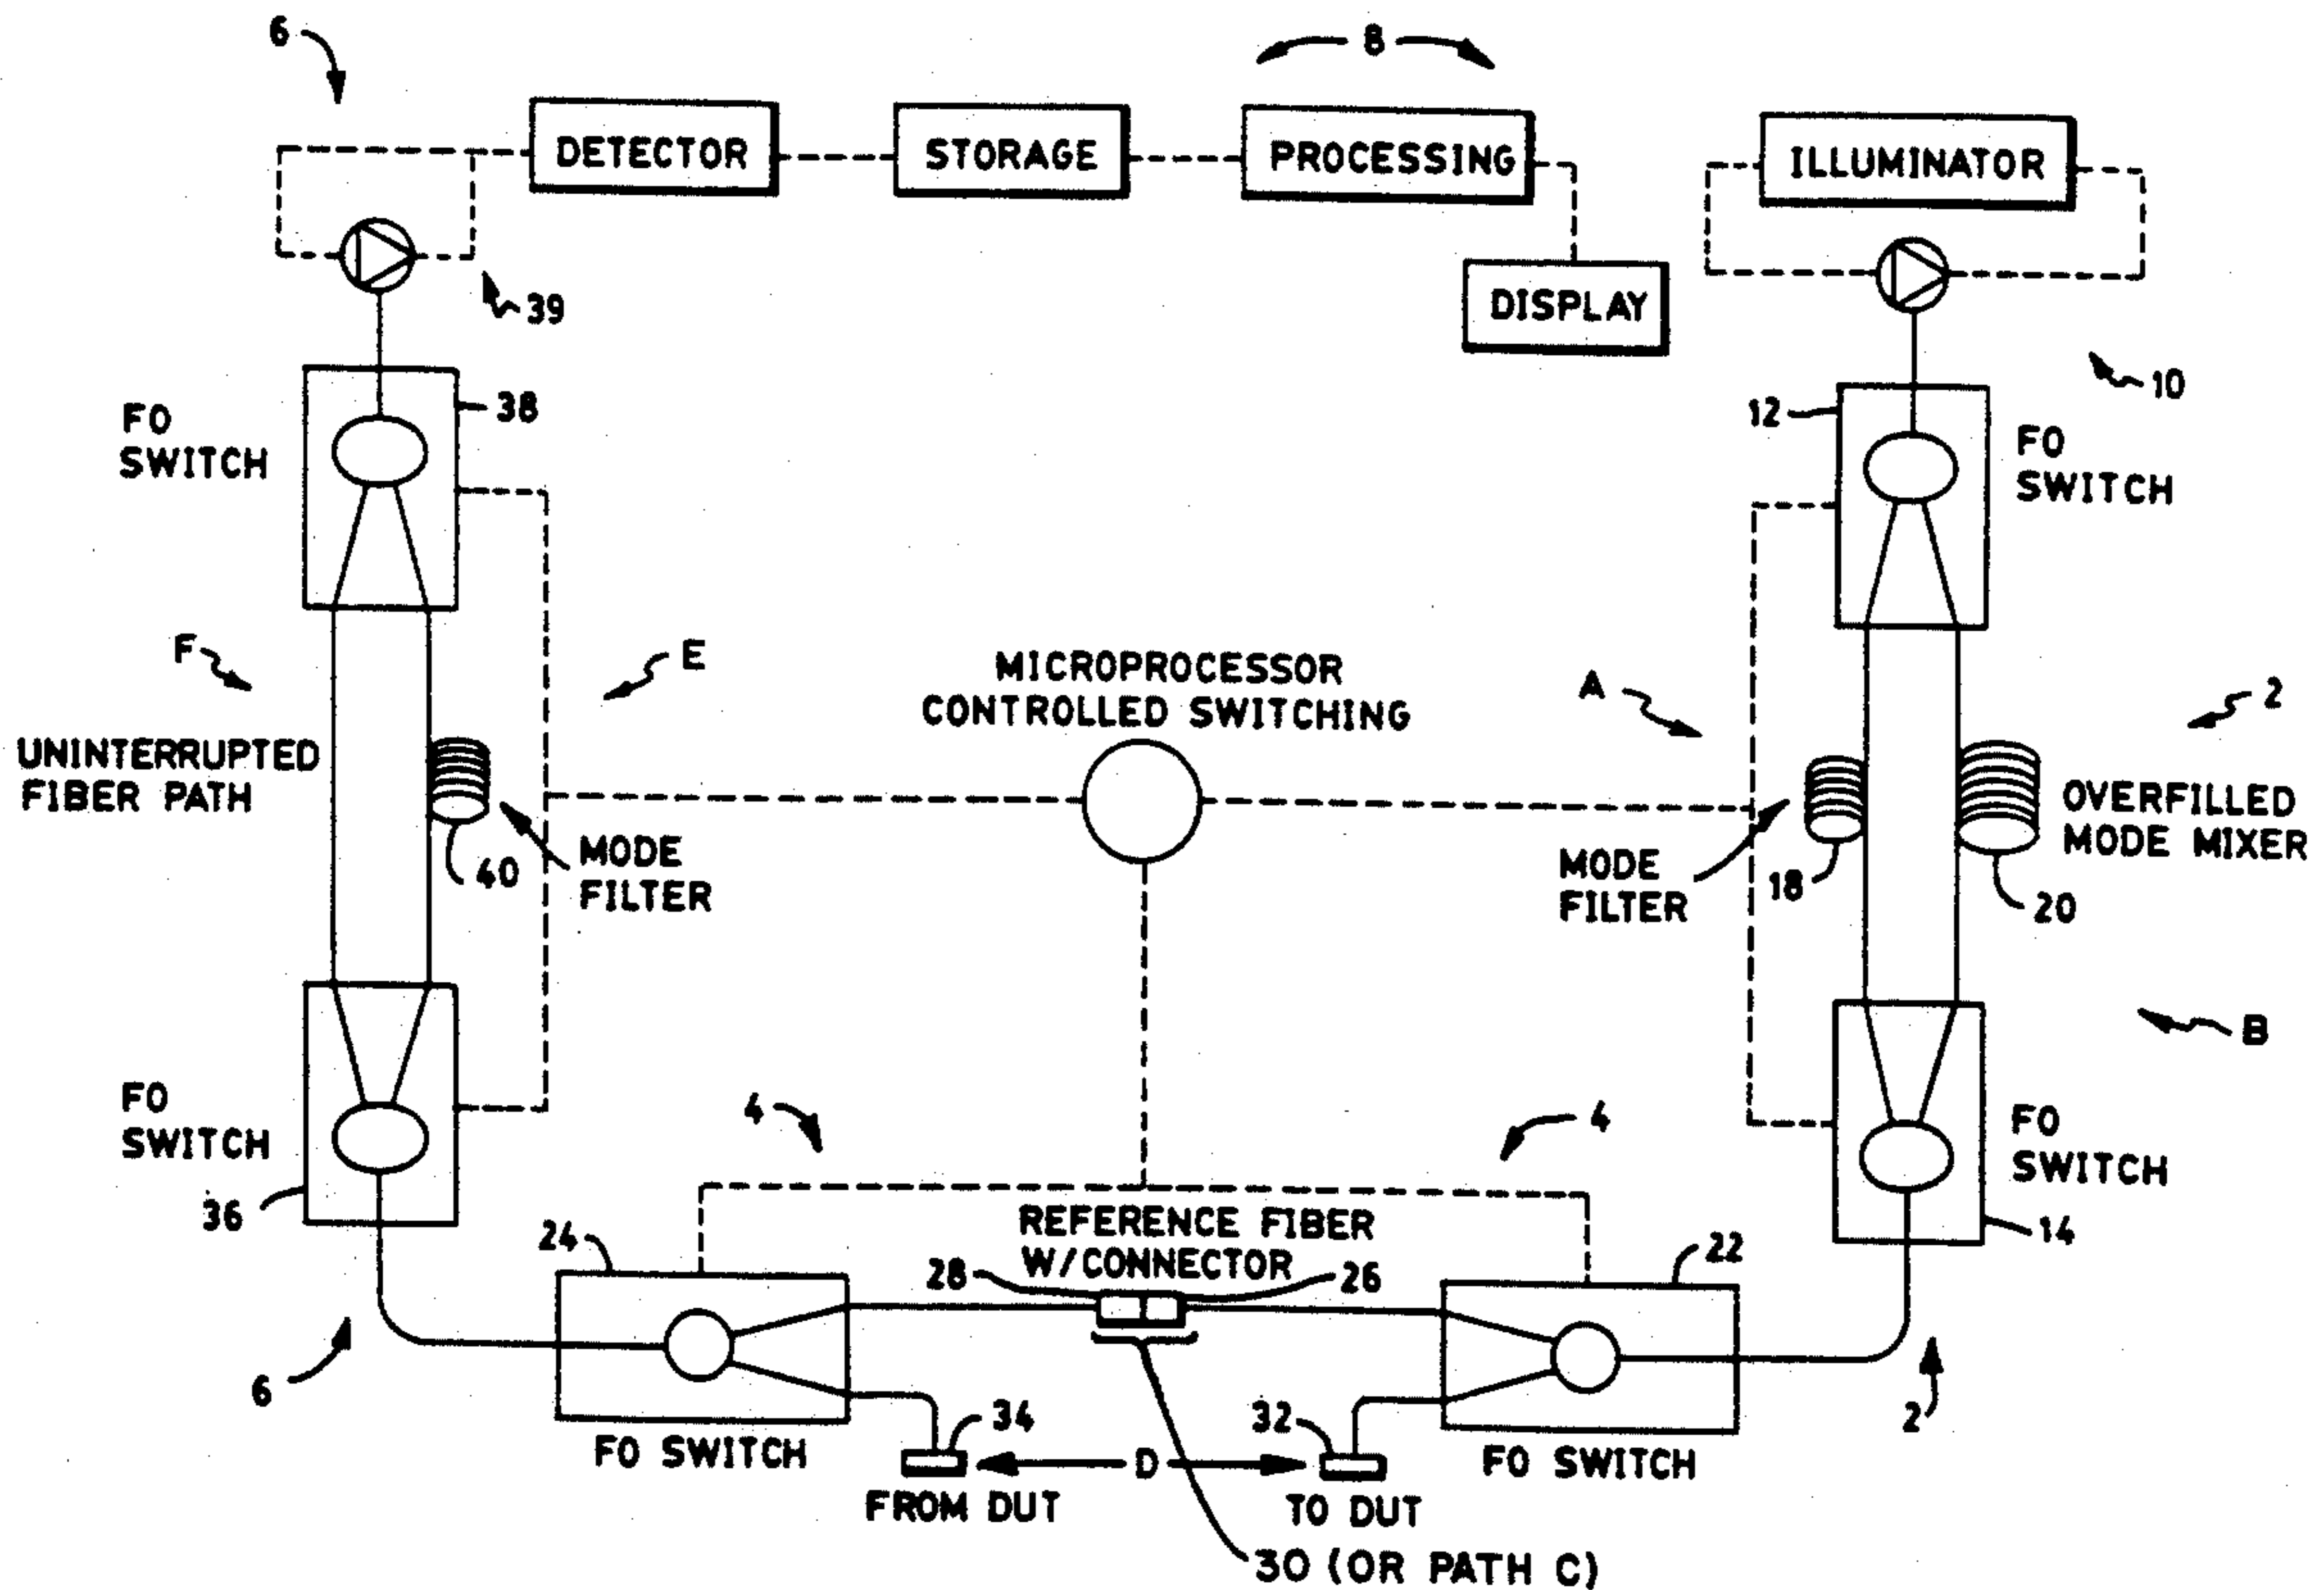 6
8
DETECTOR
STORAGE
PROCESSING
ILLUMINATOR
DISPLAY
39
10
38
FO
SWITCH
12
FO
SWITCH
F
E
MICROPROCESSOR
CONTROLLED SWITCHING
A
2
UNINTERRUPTED
FIBER PATH
40
MODE
FILTER
MODE
FILTER
18
OVERFILLED
MODE MIXER
20
B
FO
SWITCH
36
4
4
FO
SWITCH
14
24
REFERENCE FIBER
W/CONNECTOR
28
26
22
6
34
32
2
FO SWITCH
D
FO SWITCH
FROM DUT
TO DUT
30 (OR PATH C)